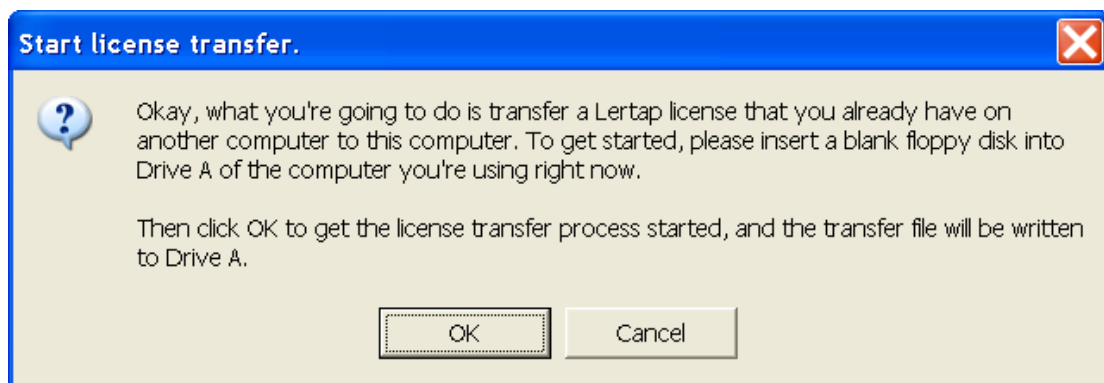 Start license transfer.
Okay, what you're going to do is transfer a Lertap license that you already have on
another computer to this computer. To get started, please insert a blank floppy disk into
Drive A of the computer you're using right now.
Then click OK to get the license transfer process started, and the transfer file will be written
to Drive A.
OK
Cancel